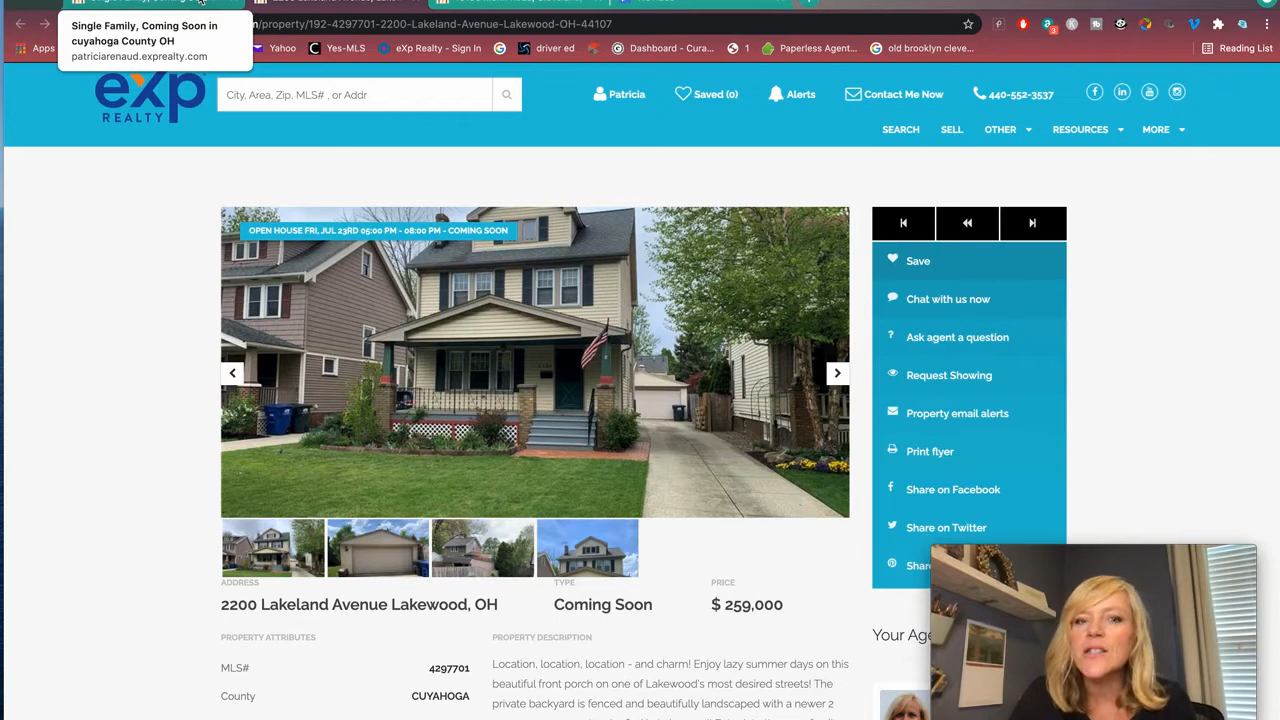 Single Family, Coming Soon in
cuyahoga County OH
patriciarenaud.exprealty.com
/property/192-4297701-2200-Lakeland-Avenue-Lakewood-OH-44107
Apps
Yahoo
Yes-MLS
eXp Realty - Sign In
driver ed
Dashboard - Cura...
1
Paperless Agent...
old brooklyn cleve...
Reading List
eXp
REALTY
City, Area, Zip, MLS# , or Addr
Patricia
Saved (0)
Alerts
Contact Me Now
440-552-3537
SEARCH
SELL
OTHER
RESOURCES
MORE
OPEN HOUSE FRI, JUL 23RD 05:00 PM - 08:00 PM - COMING SOON
Save
Chat with us now
Ask agent a question
Request Showing
Property email alerts
Print flyer
Share on Facebook
Share on Twitter
Shar
ADDRESS
2200 Lakeland Avenue Lakewood, OH
TYPE
Coming Soon
PRICE
$ 259,000
PROPERTY ATTRIBUTES
MLS#
4297701
County
CUYAHOGA
PROPERTY DESCRIPTION
Location, location, location - and charm! Enjoy lazy summer days on this
beautiful front porch on one of Lakewood's most desired streets! The
private backyard is fenced and beautifully landscaped with a newer 2
Your Age